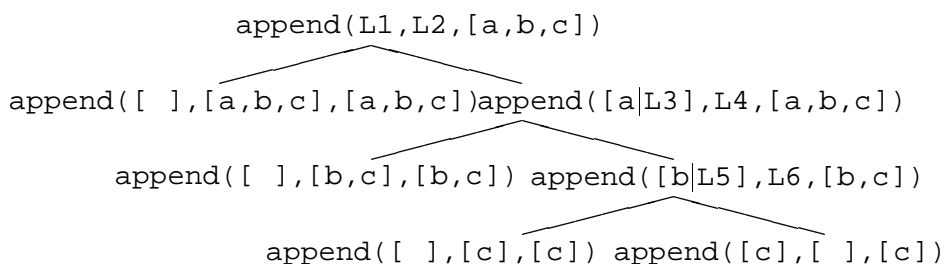 append(L1,L2,[a,b,c])
append([ ],[a,b,c],[a,b,c])append([a|L3],L4,[a,b,c])
append([ ],[b,c],[b,c]) append([b|L5],L6,[b,c])
append([ ],[c],[c]) append([c],[ ],[c])